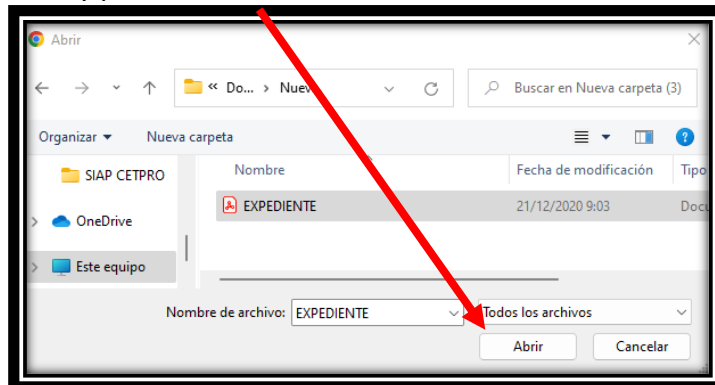 Abrir
« Do... › Nuev
Buscar en Nueva carpeta (3)
Organizar
Nueva carpeta
SIAP CETPRO
OneDrive
Este equipo
Nombre
Fecha de modificación
Tipo
EXPEDIENTE
21/12/2020 9:03
Docu
Nombre de archivo: EXPEDIENTE
Todos los archivos
Abrir
Cancelar